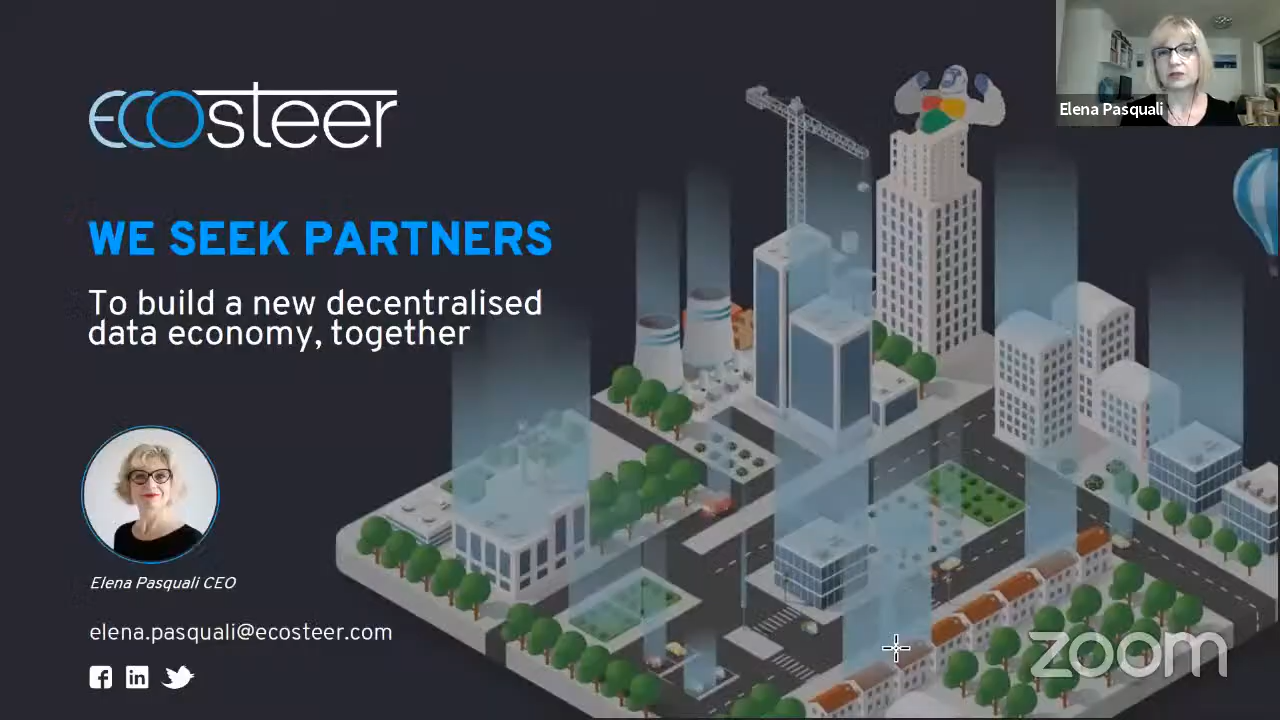 ECOsteer
Elena Pasquali
WE SEEK PARTNERS
To build a new decentralised
data economy, together
Elena Pasquali CEO
elena.pasquali@ecosteer.com
zoom